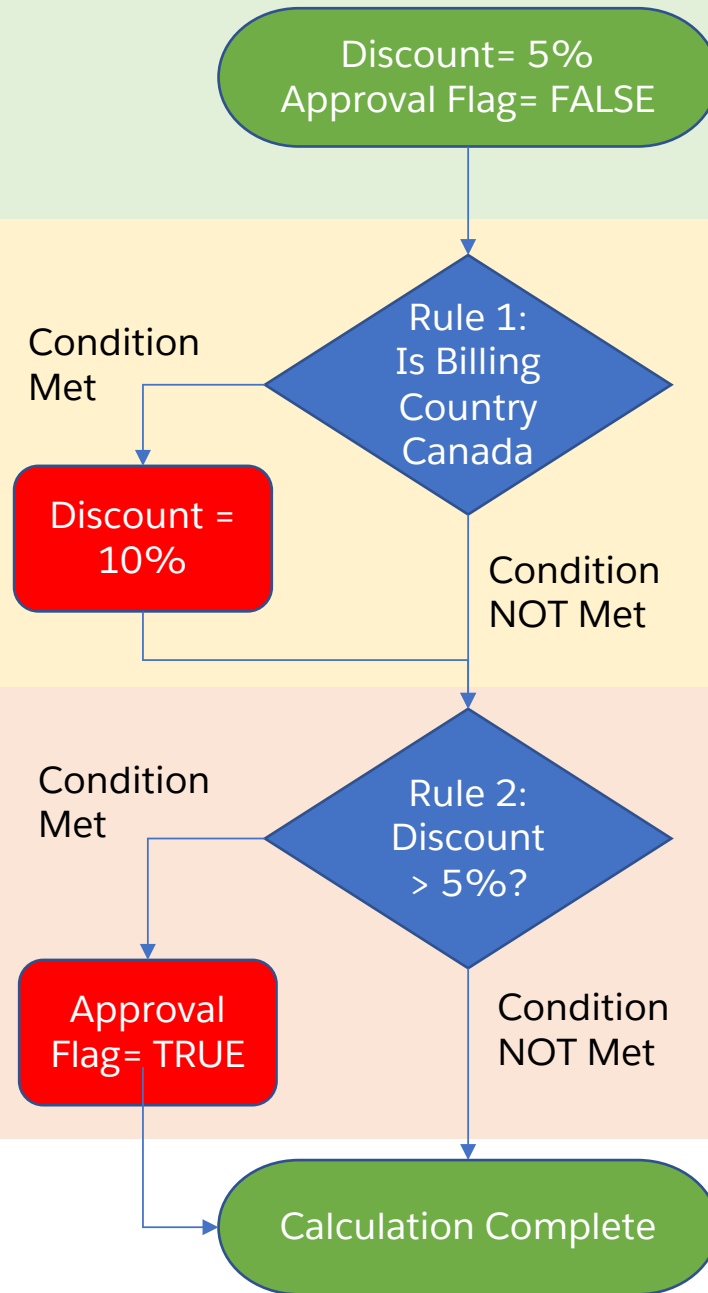 Discount= 5%
Approval Flag= FALSE
Rule 1:
Is Billing
Country
Canada
Condition
Met
Discount =
10%
Condition
NOT Met
Rule 2:
Discount
> 5%?
Condition
Met
Approval
Flag= TRUE
Condition
NOT Met
Calculation Complete